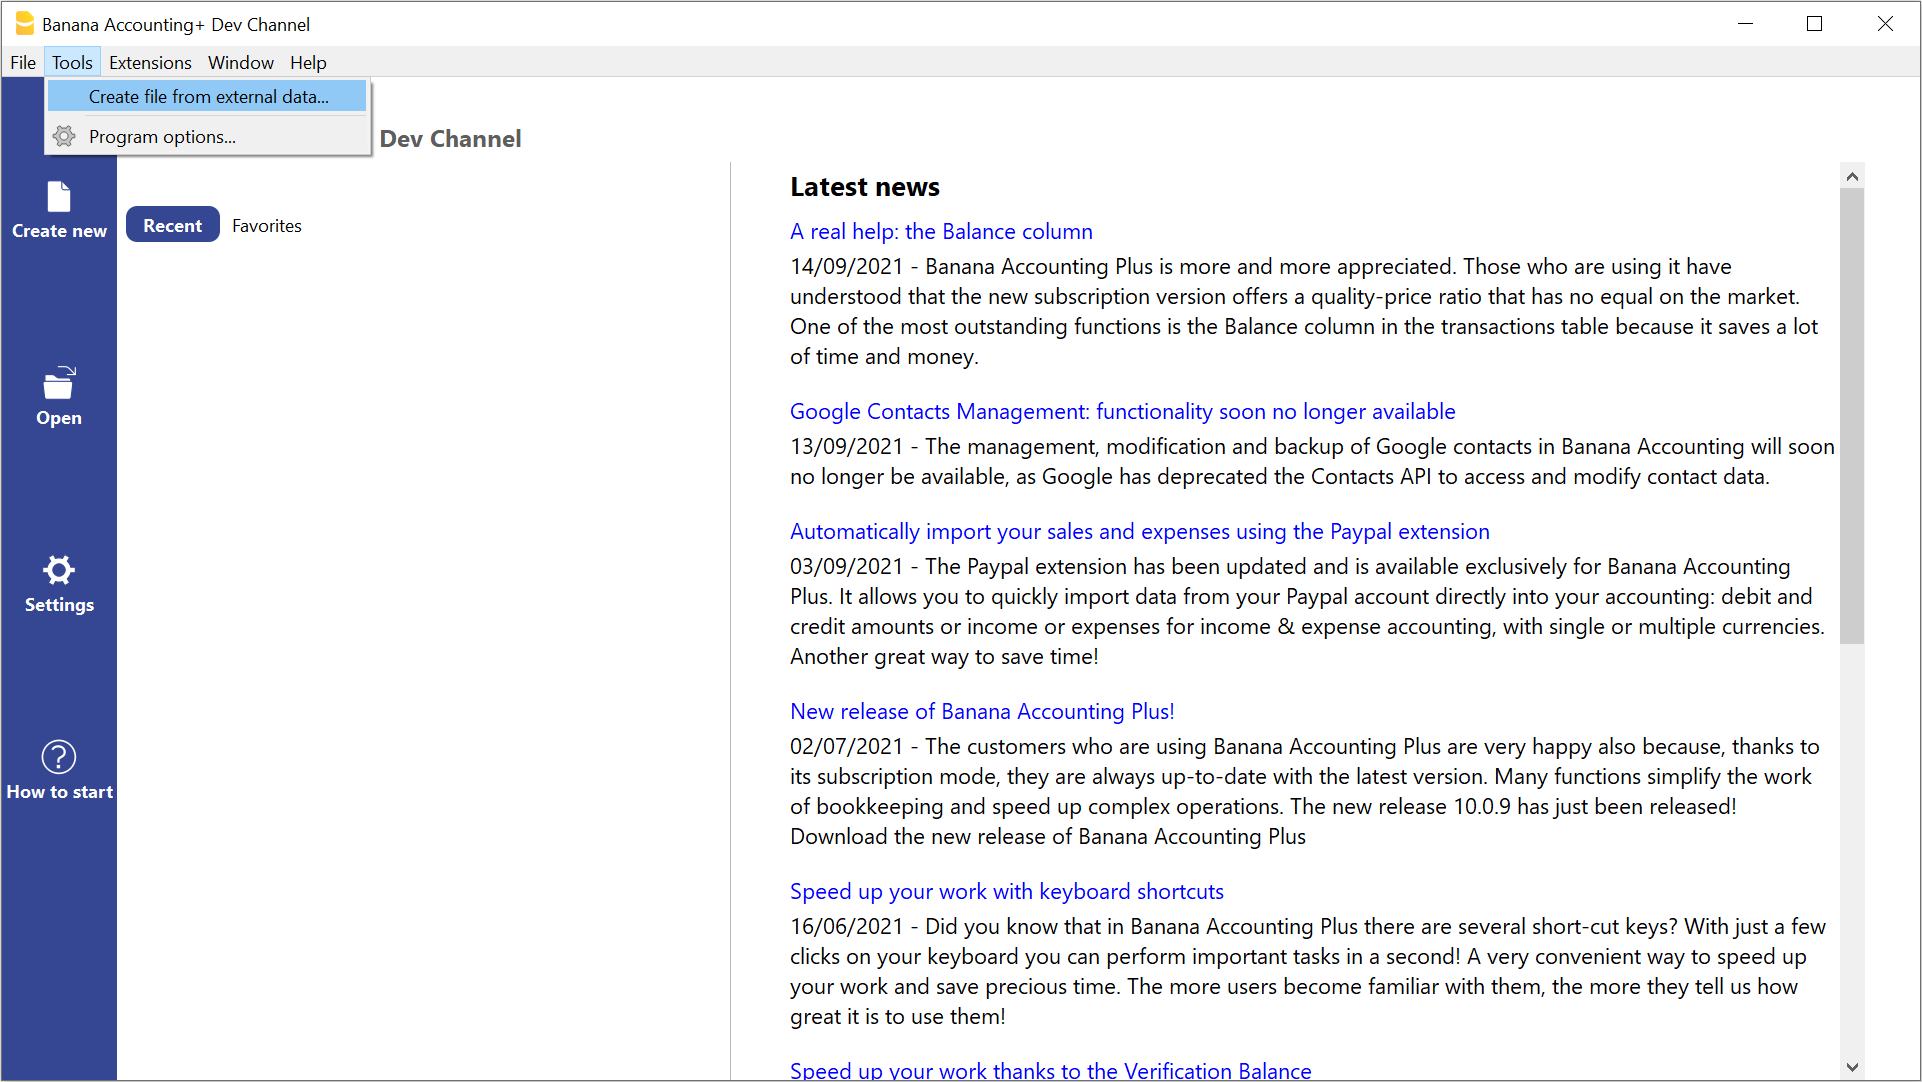 Banana Accounting+ Dev Channel
File Tools Extensions Window Help
Create file from external data...
Program options...
Dev Channel
Create new
Open
Settings
How to start
Recent Favorites
Latest news
A real help: the Balance column
14/09/2021 - Banana Accounting Plus is more and more appreciated. Those who are using it have
understood that the new subscription version offers a quality-price ratio that has no equal on the market.
One of the most outstanding functions is the Balance column in the transactions table because it saves a lot
of time and money.
Google Contacts Management: functionality soon no longer available
13/09/2021 - The management, modification and backup of Google contacts in Banana Accounting will soon
no longer be available, as Google has deprecated the Contacts API to access and modify contact data.
Automatically import your sales and expenses using the Paypal extension
03/09/2021 - The Paypal extension has been updated and is available exclusively for Banana Accounting
Plus. It allows you to quickly import data from your Paypal account directly into your accounting: debit and
credit amounts or income or expenses for income & expense accounting, with single or multiple currencies.
Another great way to save time!
New release of Banana Accounting Plus!
02/07/2021 - The customers who are using Banana Accounting Plus are very happy also because, thanks to
its subscription mode, they are always up-to-date with the latest version. Many functions simplify the work
of bookkeeping and speed up complex operations. The new release 10.0.9 has just been released!
Download the new release of Banana Accounting Plus
Speed up your work with keyboard shortcuts
16/06/2021 - Did you know that in Banana Accounting Plus there are several short-cut keys? With just a few
clicks on your keyboard you can perform important tasks in a second! A very convenient way to speed up
your work and save precious time. The more users become familiar with them, the more they tell us how
great it is to use them!
Speed up your work thanks to the Verification Balance